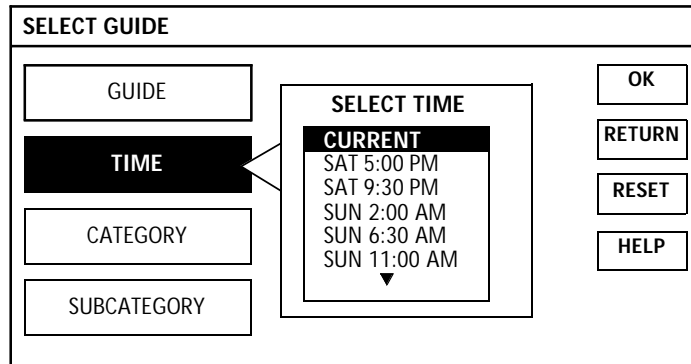 SELECT GUIDE
GUIDE
TIME
CATEGORY
SUBCATEGORY
SELECT TIME
CURRENT
SAT 5:00 PM
SAT 9:30 PM
SUN 2:00 AM
SUN 6:30 AM
SUN 11:00 AM
OK
RETURN
RESET
HELP